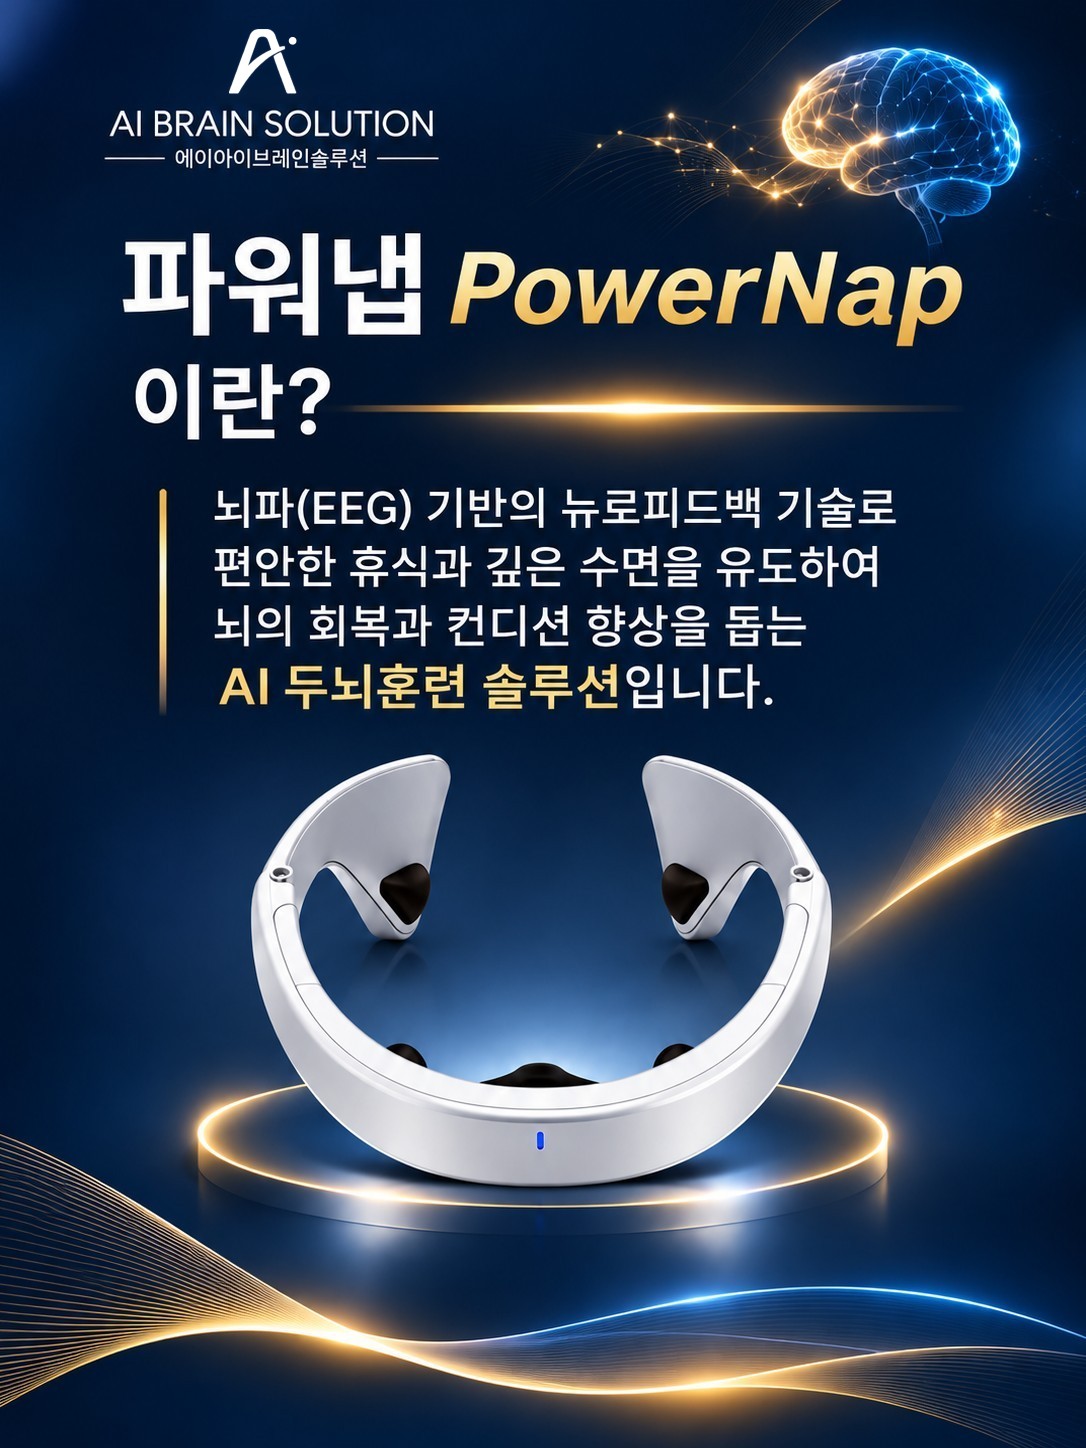 AI BRAIN SOLUTION
에이아이브레인솔루션
파워냅 PowerNap
이란?
뇌파(EEG) 기반의 뉴로피드백 기술로
편안한 휴식과 깊은 수면을 유도하여
뇌의 회복과 컨디션 향상을 돕는
AI 두뇌훈련 솔루션입니다.